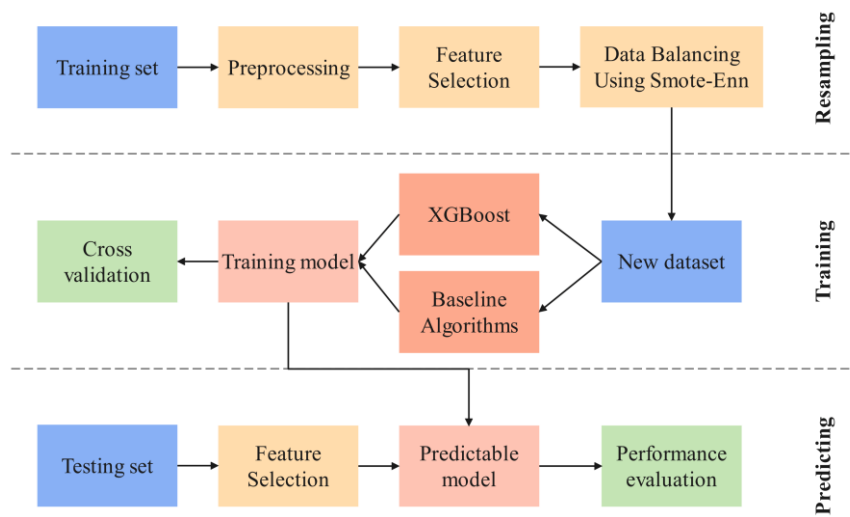 Training set
Preprocessing
Feature
Selection
Data Balancing
Using Smote-Enn
Resampling
Cross
validation
Training model
XGBoost
Baseline
Algorithms
New dataset
Training
Testing set
Feature
Selection
Predictable
model
Performance
evaluation
Predicting